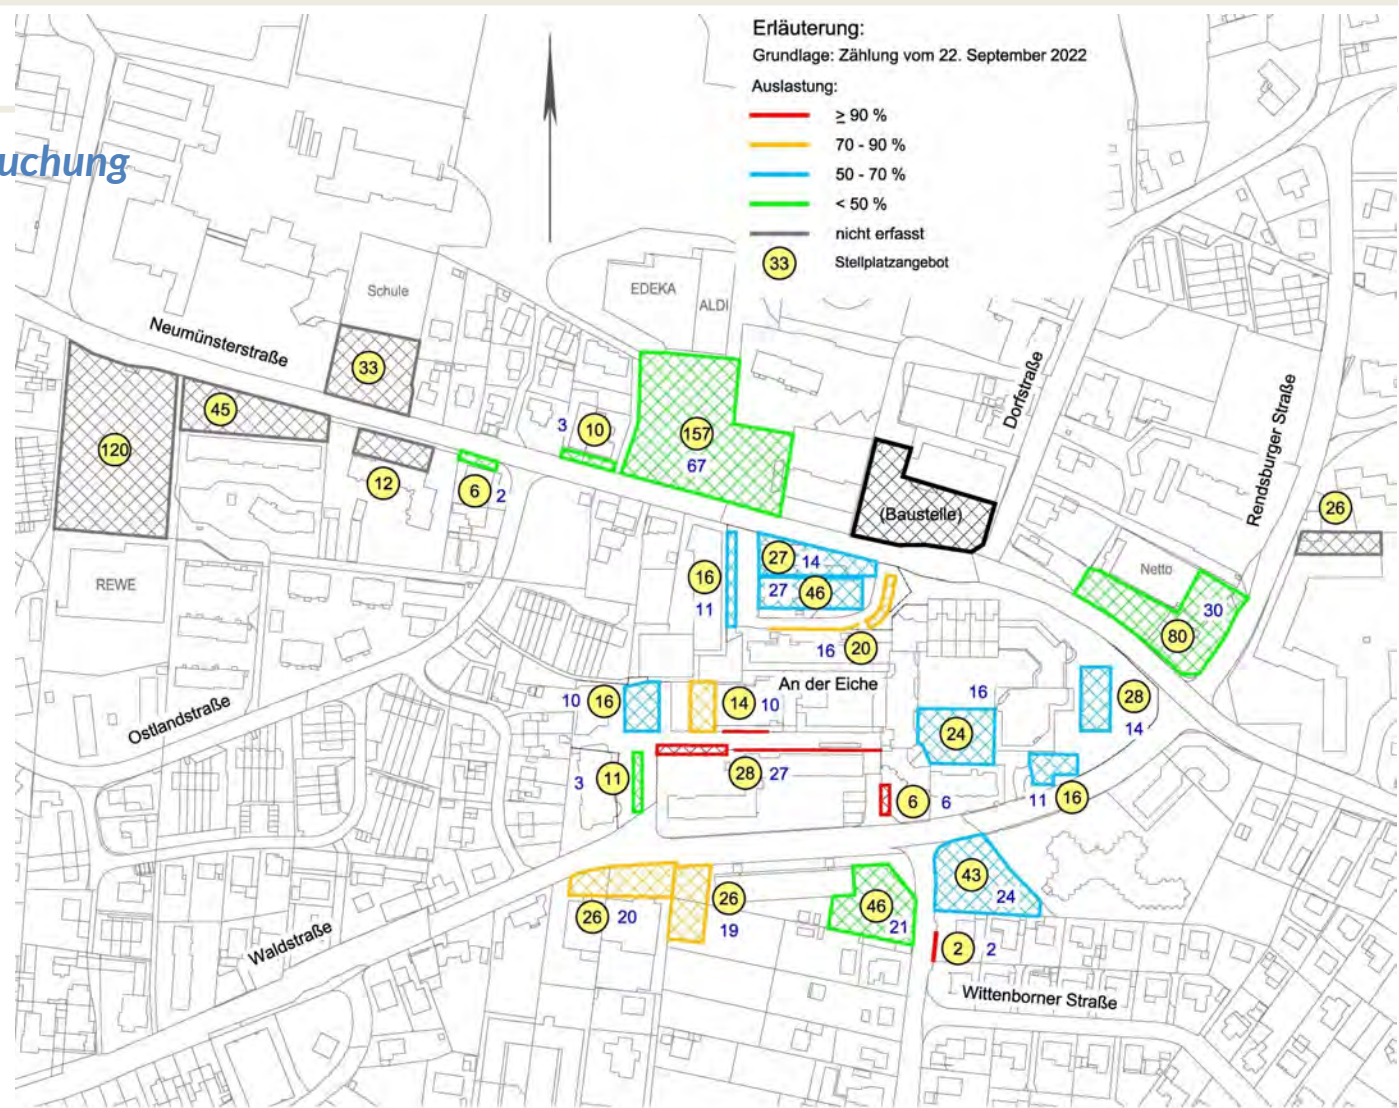 Erläuterung:
Grundlage: Zählung vom 22. September 2022
Auslastung:
≥ 90 %
70 - 90 %
50 - 70 %
< 50 %
nicht erfasst
33 Stellplatzangebot
uchung
Schule
EDEKA
ALDI
Neumünsterstraße
33
45
120
12
6 2
3 10
157
67
Dorfstraße
(Baustelle)
Rendsburger Straße
26
REWE
Netto
30
80
27 14
16
11
27 46
16 20
An der Eiche
16
24
28
14
10 16
14 10
Ostlandstraße
3 11
28 27
6 6
11 16
43
24
26 20
26
19
46
21
2 2
Waldstraße
Wittenborner Straße